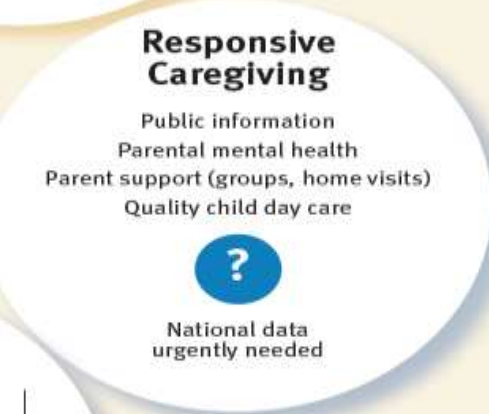 Responsive
Caregiving
Public information
Parental mental health
Parent support (groups, home visits)
Quality child day care
?
National data
urgently needed